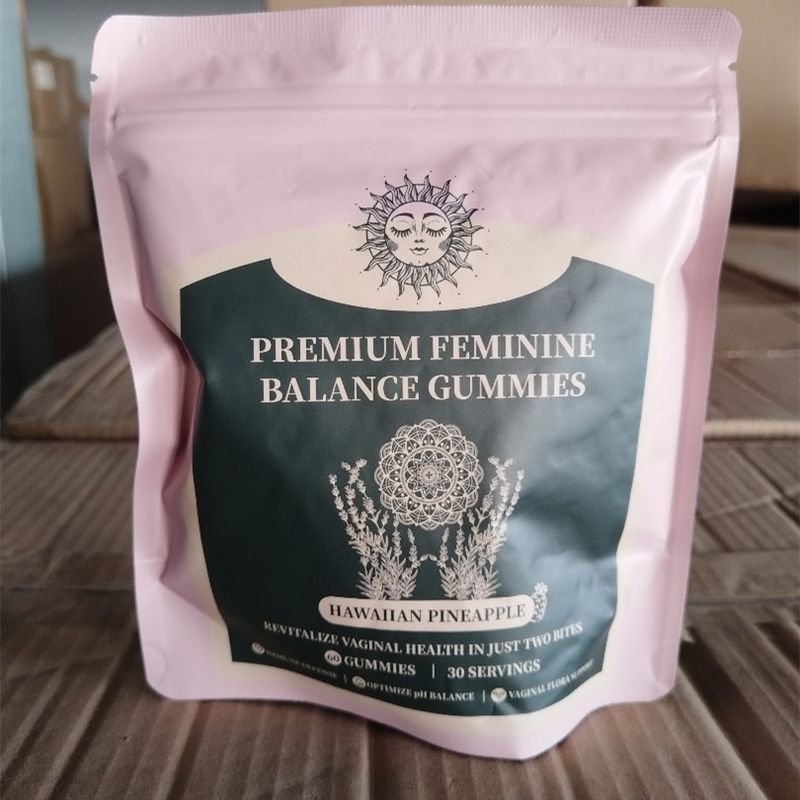 PREMIUM FEMININE
BALANCE GUMMIES
HAWAIIAN PINEAPPLE
REVITALIZE VAGINAL HEALTH IN JUST TWO BITES
60 GUMMIES | 30 SERVINGS
| OPTIMIZE pH BALANCE | VAGINAL FLORA SUPPORT